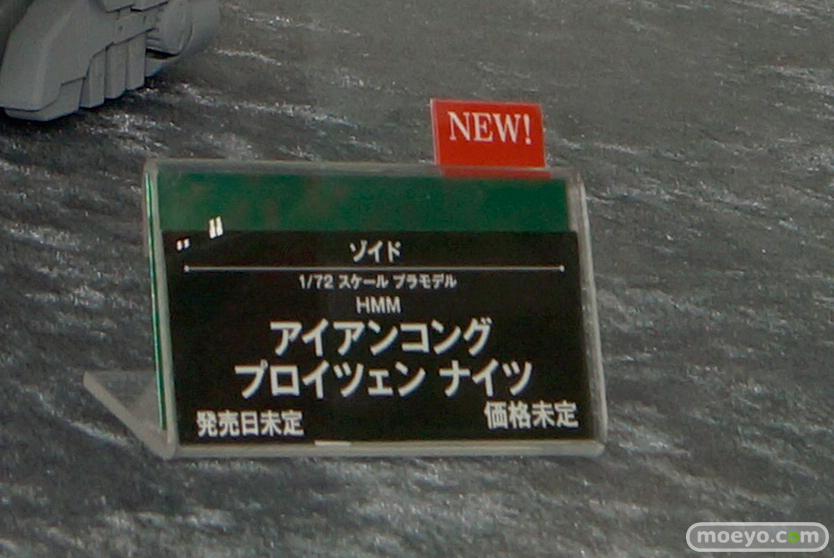 NEW!
ゾイド
1/72 スケール プラモデル
HMM
アイアンコング
プロイツェン ナイツ
発売日未定 価格未定
moeyo.com